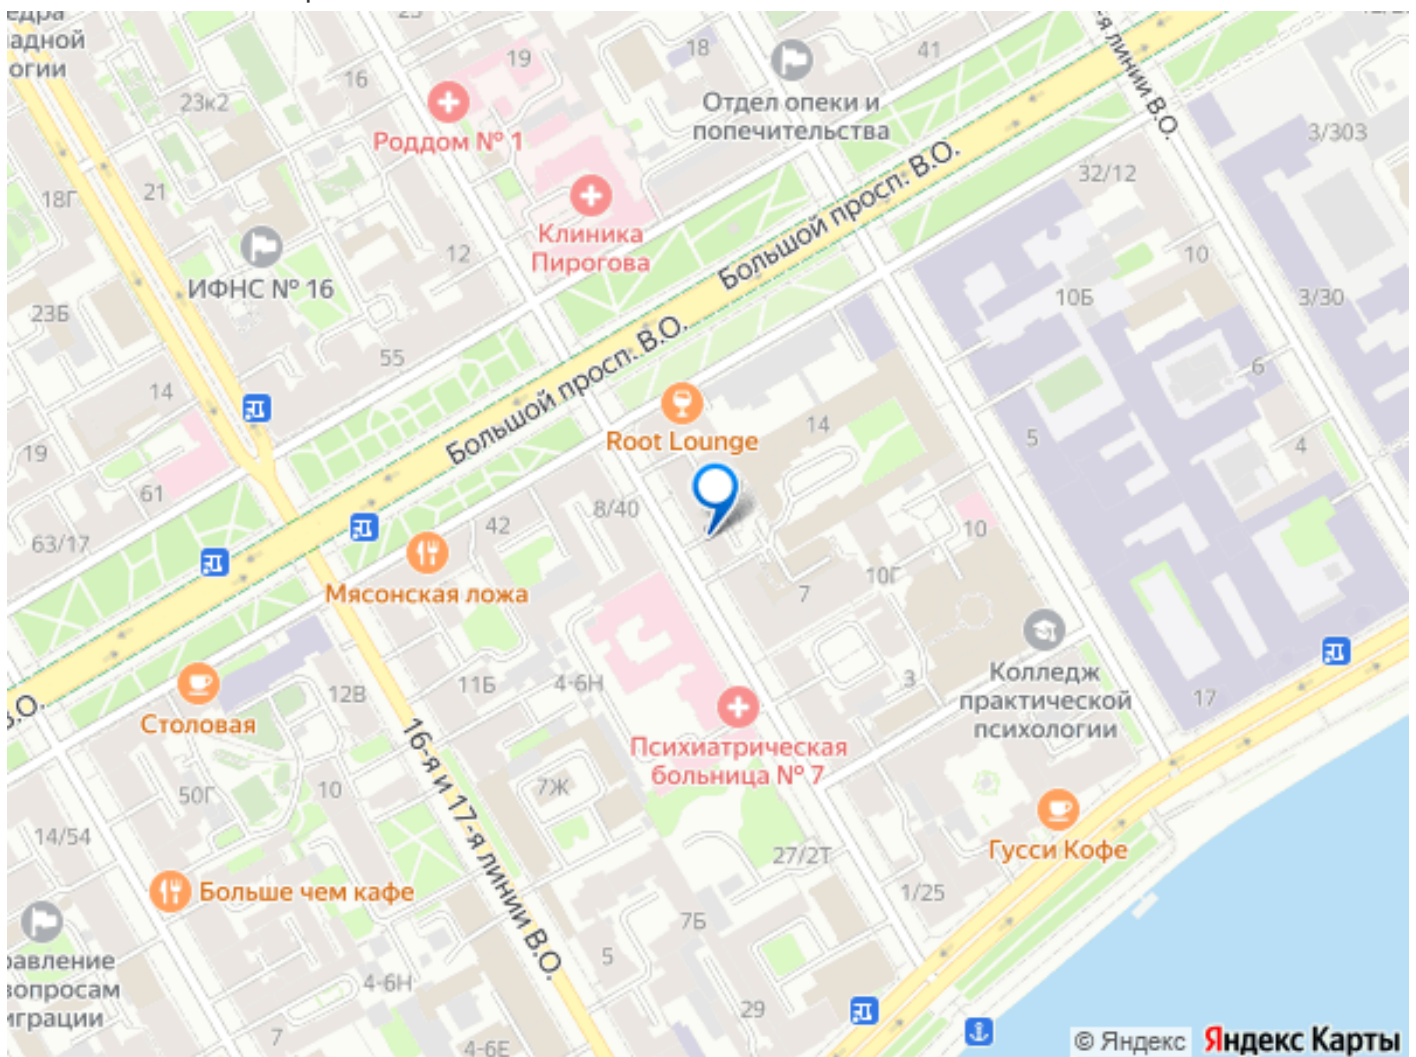 адной
огии
23
19
18
41
16
23к2
Роддом № 1
Отдел опеки и
попечительства
-я линии В.О.
3/303
32/12
18Г
21
Клиника
Пирогова
12
ИФНС № 16
Большой просп. В.О.
10
10Б
3/30
23Б
55
14
6
Большой просп. В.О.
Root Lounge
14
5
4
19
61
8/40
42
10
63/17
Мясонская ложа
10Г
7
Колледж
практической
психологии
3
17
12В
11Б
4-6Н
В.О.
Столовая
16-я и 17-я линии В.О.
Психиатрическая
больница № 7
7Ж
50Г
10
14/54
Гусси Кофе
27/2Т
Больше чем кафе
1/25
7Б
5
авление
вопросам
играции
4-6Н
29
7
4-6Е
© Яндекс Яндекс Карты